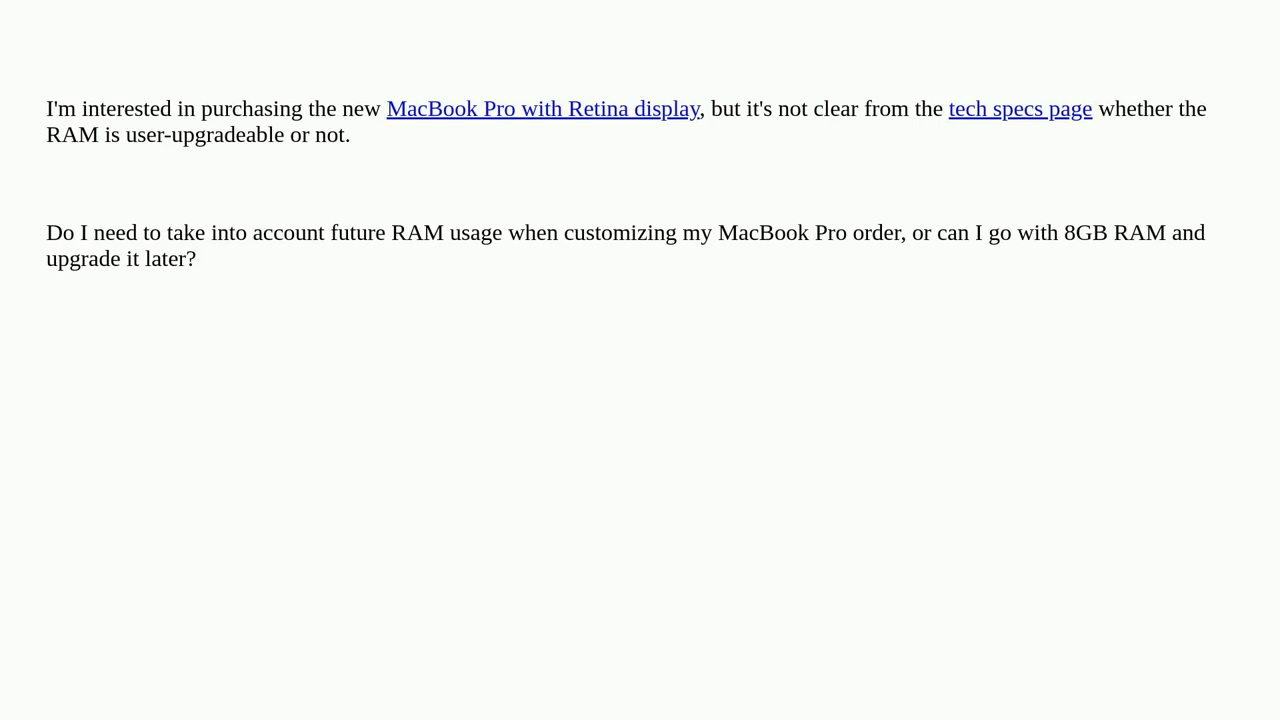 I'm interested in purchasing the new MacBook Pro with Retina display, but it's not clear from the tech specs page whether the
RAM is user-upgradeable or not.
Do I need to take into account future RAM usage when customizing my MacBook Pro order, or can I go with 8GB RAM and
upgrade it later?